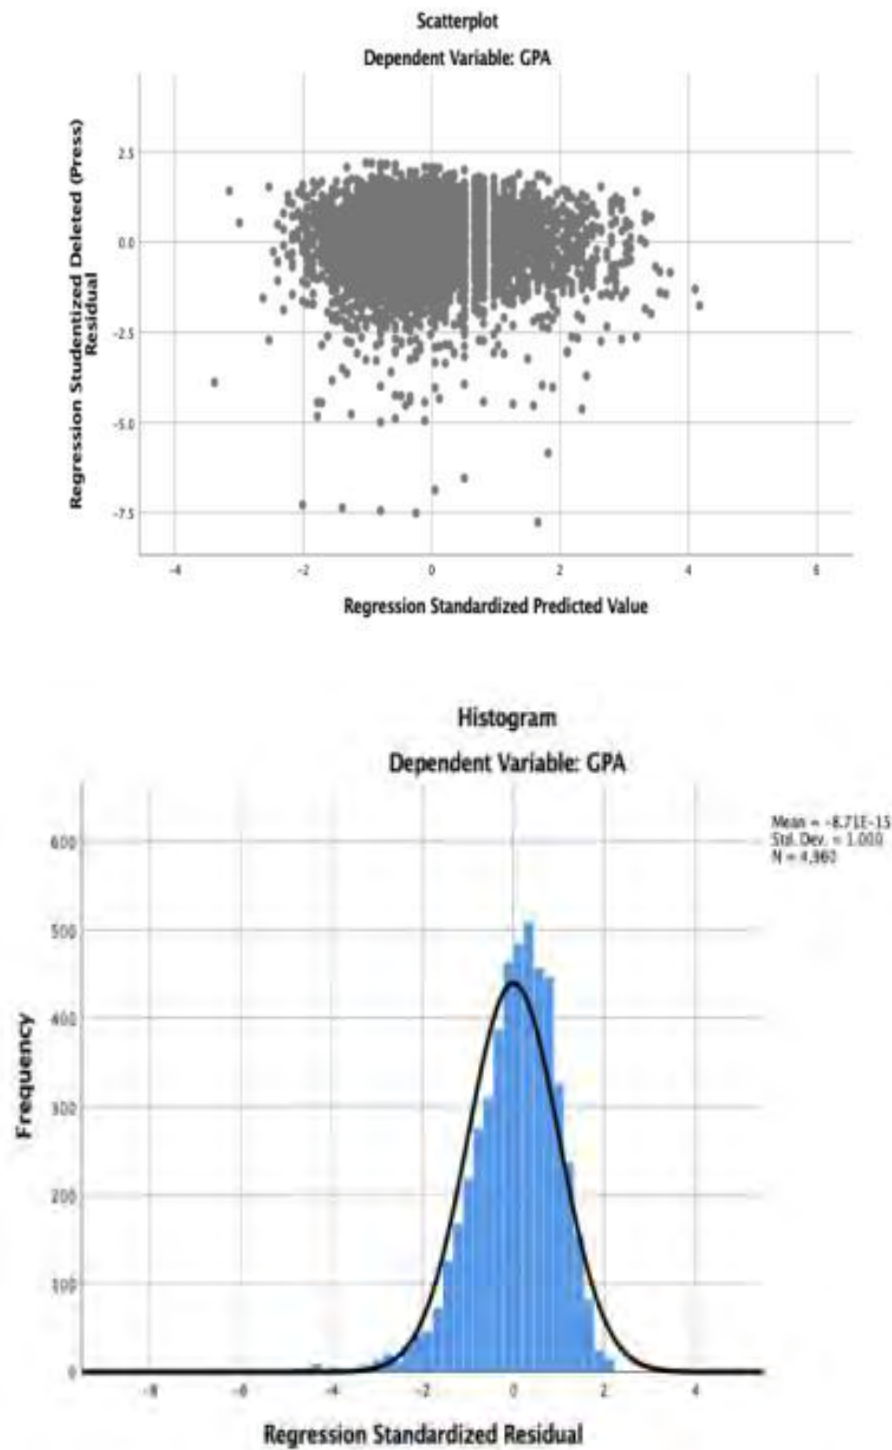 Scatterplot
Dependent Variable: GPA
Regression Studentized Deleted (Press)
Residual
2.5
0.0
-2.5
-5.0
-7.5
-4
-2
0
2
4
6
Regression Standardized Predicted Value
Histogram
Dependent Variable: GPA
Mean = -8.71E-15
Std. Dev. = 1.000
N = 4,960
Frequency
600
500
400
300
200
100
0
-8
-6
-4
-2
0
2
4
Regression Standardized Residual